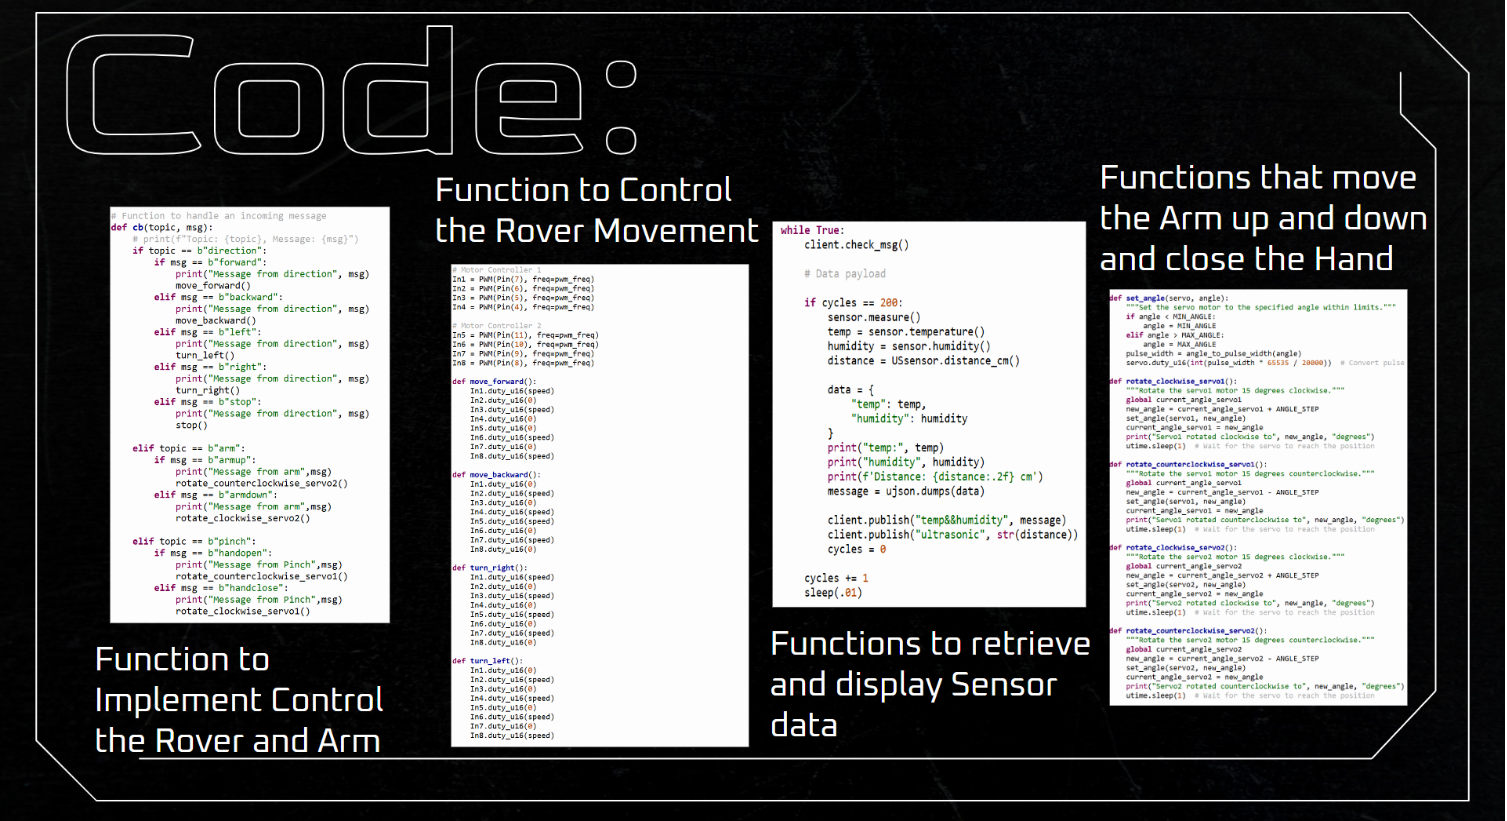 Code:
# Function to handle an incoming message
def cb(topic, msg):
    # print(f"Topic: {topic}, Message: {msg}")
    if topic == b"direction":
        if msg == b"forward":
            print("Message from direction", msg)
            move_forward()
        elif msg == b"backward":
            print("Message from direction", msg)
            move_backward()
        elif msg == b"left":
            print("Message from direction", msg)
            turn_left()
        elif msg == b"right":
            print("Message from direction", msg)
            turn_right()
        elif msg == b"stop":
            print("Message from direction", msg)
            stop()
    elif topic == b"arm":
        if msg == b"armup":
            print("Message from arm",msg)
            rotate_counterclockwise_servo2()
        elif msg == b"armdown":
            print("Message from arm",msg)
            rotate_clockwise_servo2()
    elif topic == b"pinch":
        if msg == b"handopen":
            print("Message from Pinch",msg)
            rotate_counterclockwise_servo1()
        elif msg == b"handclose":
            print("Message from Pinch",msg)
            rotate_clockwise_servo1()
Function to
Implement Control
the Rover and Arm
Function to Control
the Rover Movement
# Motor Controller 1
In1 = PWM(Pin(7), freq=pwm_freq)
In2 = PWM(Pin(6), freq=pwm_freq)
In3 = PWM(Pin(5), freq=pwm_freq)
In4 = PWM(Pin(4), freq=pwm_freq)
# Motor Controller 2
In5 = PWM(Pin(11), freq=pwm_freq)
In6 = PWM(Pin(10), freq=pwm_freq)
In7 = PWM(Pin(9), freq=pwm_freq)
In8 = PWM(Pin(8), freq=pwm_freq)
def move_forward():
    In1.duty_u16(speed)
    In2.duty_u16(0)
    In3.duty_u16(speed)
    In4.duty_u16(0)
    In5.duty_u16(0)
    In6.duty_u16(speed)
    In7.duty_u16(0)
    In8.duty_u16(speed)
def move_backward():
    In1.duty_u16(0)
    In2.duty_u16(speed)
    In3.duty_u16(0)
    In4.duty_u16(speed)
    In5.duty_u16(speed)
    In6.duty_u16(0)
    In7.duty_u16(speed)
    In8.duty_u16(0)
def turn_right():
    In1.duty_u16(speed)
    In2.duty_u16(0)
    In3.duty_u16(speed)
    In4.duty_u16(0)
    In5.duty_u16(speed)
    In6.duty_u16(0)
    In7.duty_u16(speed)
    In8.duty_u16(0)
def turn_left():
    In1.duty_u16(0)
    In2.duty_u16(speed)
    In3.duty_u16(0)
    In4.duty_u16(speed)
    In5.duty_u16(0)
    In6.duty_u16(speed)
    In7.duty_u16(0)
    In8.duty_u16(speed)
while True:
    client.check_msg()
    # Data payload
    if cycles == 200:
        sensor.measure()
        temp = sensor.temperature()
        humidity = sensor.humidity()
        distance = USsensor.distance_cm()
        data = {
            "temp": temp,
            "humidity": humidity
        }
        print("temp:", temp)
        print("humidity", humidity)
        print(f'Distance: {distance:.2f} cm')
        message = ujson.dumps(data)
        client.publish("temp&&humidity", message)
        client.publish("ultrasonic", str(distance))
        cycles = 0
    cycles += 1
    sleep(.01)
Functions to retrieve
and display Sensor
data
Functions that move
the Arm up and down
and close the Hand
def set_angle(servo, angle):
    """Set the servo motor to the specified angle within limits."""
    if angle < MIN_ANGLE:
        angle = MIN_ANGLE
    elif angle > MAX_ANGLE:
        angle = MAX_ANGLE
    pulse_width = angle_to_pulse_width(angle)
    servo.duty_u16(int(pulse_width * 65535 / 20000))  # Convert pulse
def rotate_clockwise_servo1():
    """Rotate the servo1 motor 15 degrees clockwise."""
    global current_angle_servo1
    new_angle = current_angle_servo1 + ANGLE_STEP
    set_angle(servo1, new_angle)
    current_angle_servo1 = new_angle
    print("Servo1 rotated clockwise to", new_angle, "degrees")
    utime.sleep(1)  # Wait for the servo to reach the position
def rotate_counterclockwise_servo1():
    """Rotate the servo1 motor 15 degrees counterclockwise."""
    global current_angle_servo1
    new_angle = current_angle_servo1 - ANGLE_STEP
    set_angle(servo1, new_angle)
    current_angle_servo1 = new_angle
    print("Servo1 rotated counterclockwise to", new_angle, "degrees")
    utime.sleep(1)  # Wait for the servo to reach the position
def rotate_clockwise_servo2():
    """Rotate the servo2 motor 15 degrees clockwise."""
    global current_angle_servo2
    new_angle = current_angle_servo2 + ANGLE_STEP
    set_angle(servo2, new_angle)
    current_angle_servo2 = new_angle
    print("Servo2 rotated clockwise to", new_angle, "degrees")
    utime.sleep(1)  # Wait for the servo to reach the position
def rotate_counterclockwise_servo2():
    """Rotate the servo2 motor 15 degrees counterclockwise."""
    global current_angle_servo2
    new_angle = current_angle_servo2 - ANGLE_STEP
    set_angle(servo2, new_angle)
    current_angle_servo2 = new_angle
    print("Servo2 rotated counterclockwise to", new_angle, "degrees")
    utime.sleep(1)  # Wait for the servo to reach the position